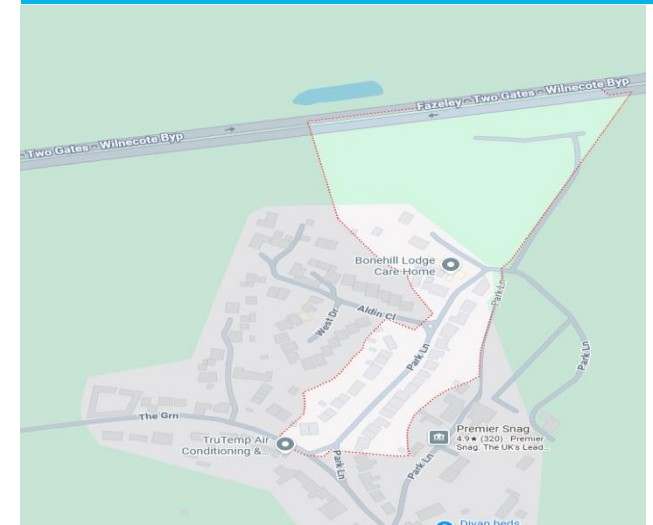 Fazeley - Two Gates - Wilnecote Byp
- Two Gates - Wilnecote Byp
Bonehill Lodge
Care Home
Park Ln
Aldin Cl
West Dr
Park Ln
Park Ln
The Grn
TruTemp Air
Conditioning &...
Premier Snag
4.9★ (320) · Premier
Snag: The UK's Lead...
Park Ln
Park Ln
Divan beds